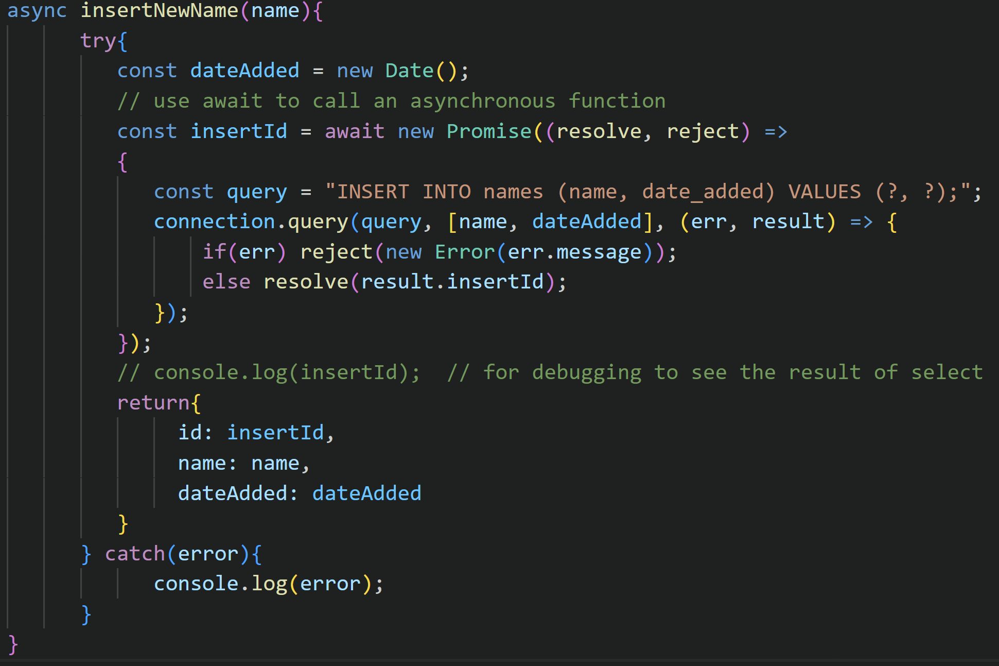 async insertNewName(name){
try{
const dateAdded = new Date();
// use await to call an asynchronous function
const insertId = await new Promise((resolve, reject) =>
{
const query = "INSERT INTO names (name, date_added) VALUES (?, ?);";
connection.query(query, [name, dateAdded], (err, result) => {
if(err) reject(new Error(err.message));
else resolve(result.insertId);
});
});
// console.log(insertId);  // for debugging to see the result of select
return{
id: insertId,
name: name,
dateAdded: dateAdded
}
} catch(error){
console.log(error);
}
}